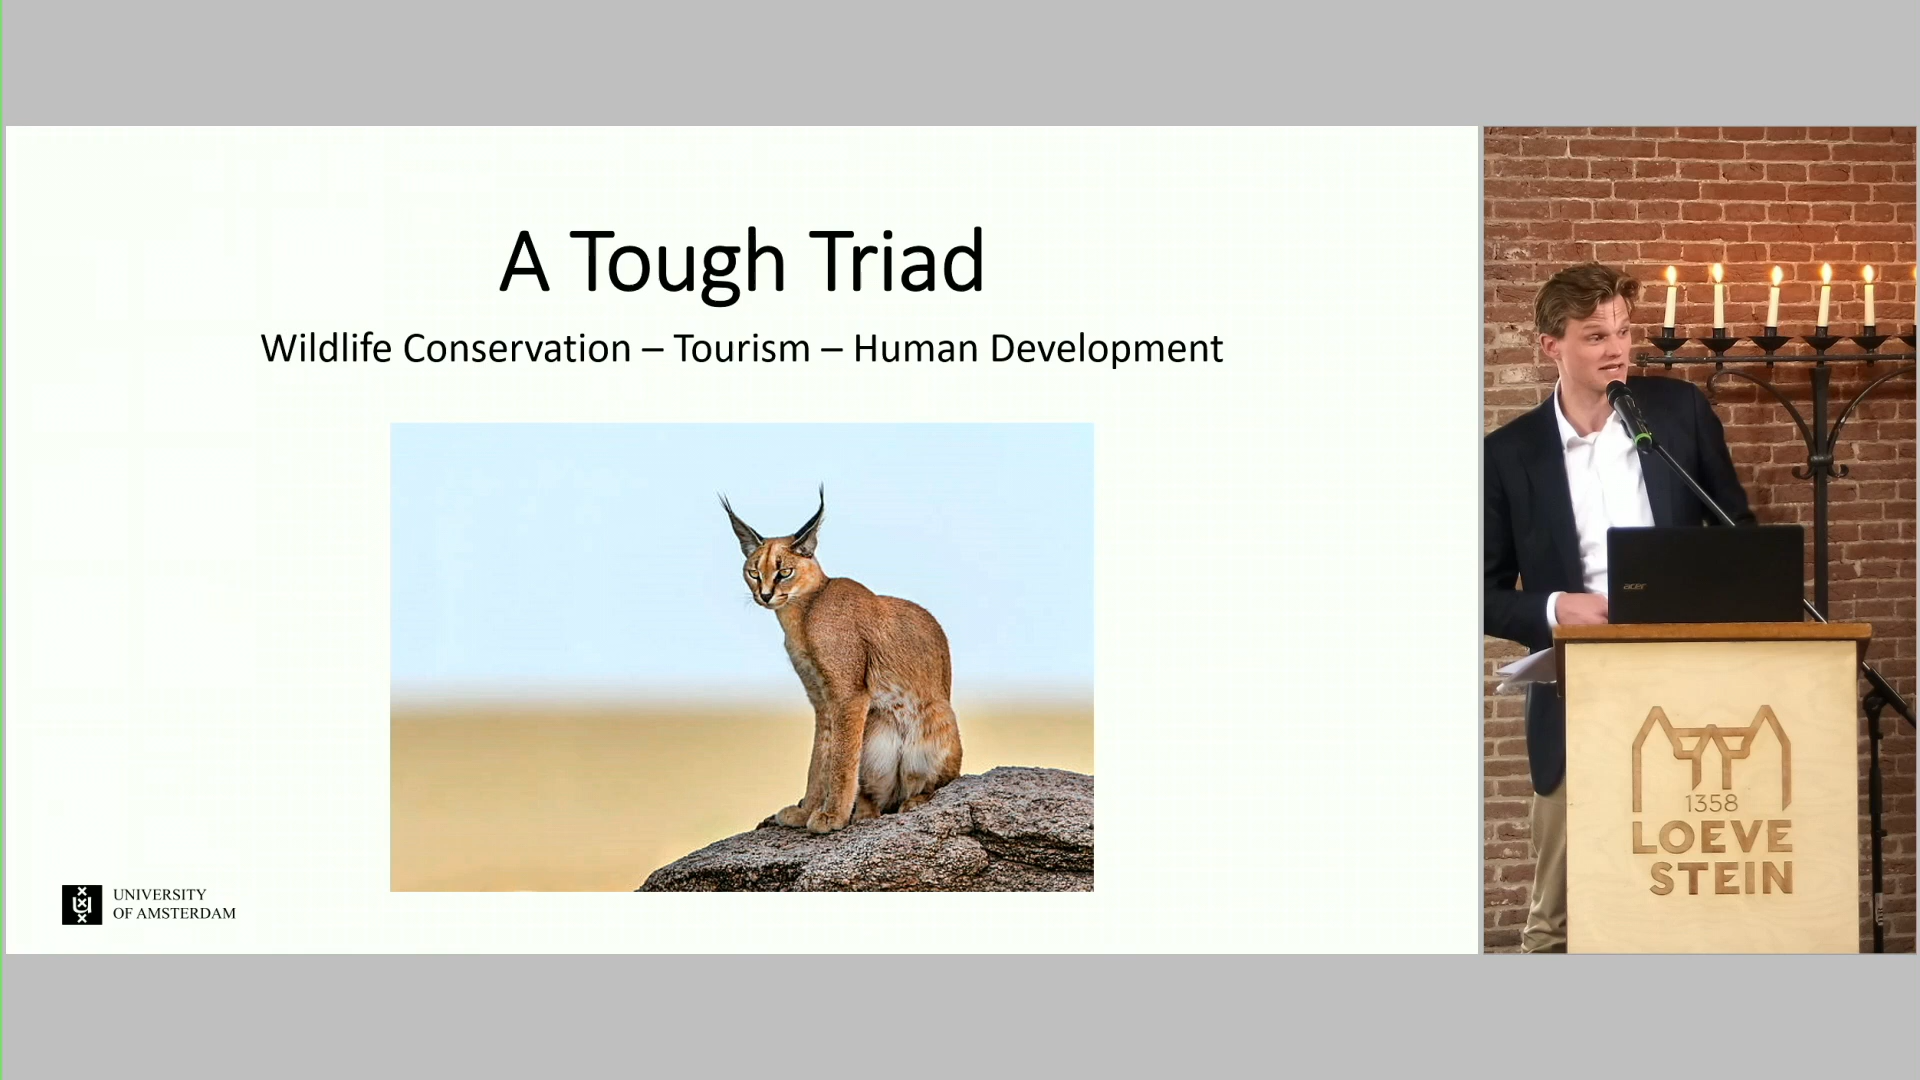 A Tough Triad
Wildlife Conservation – Tourism – Human Development
UNIVERSITY
OF AMSTERDAM
acer
1358
LOEVE
STEIN